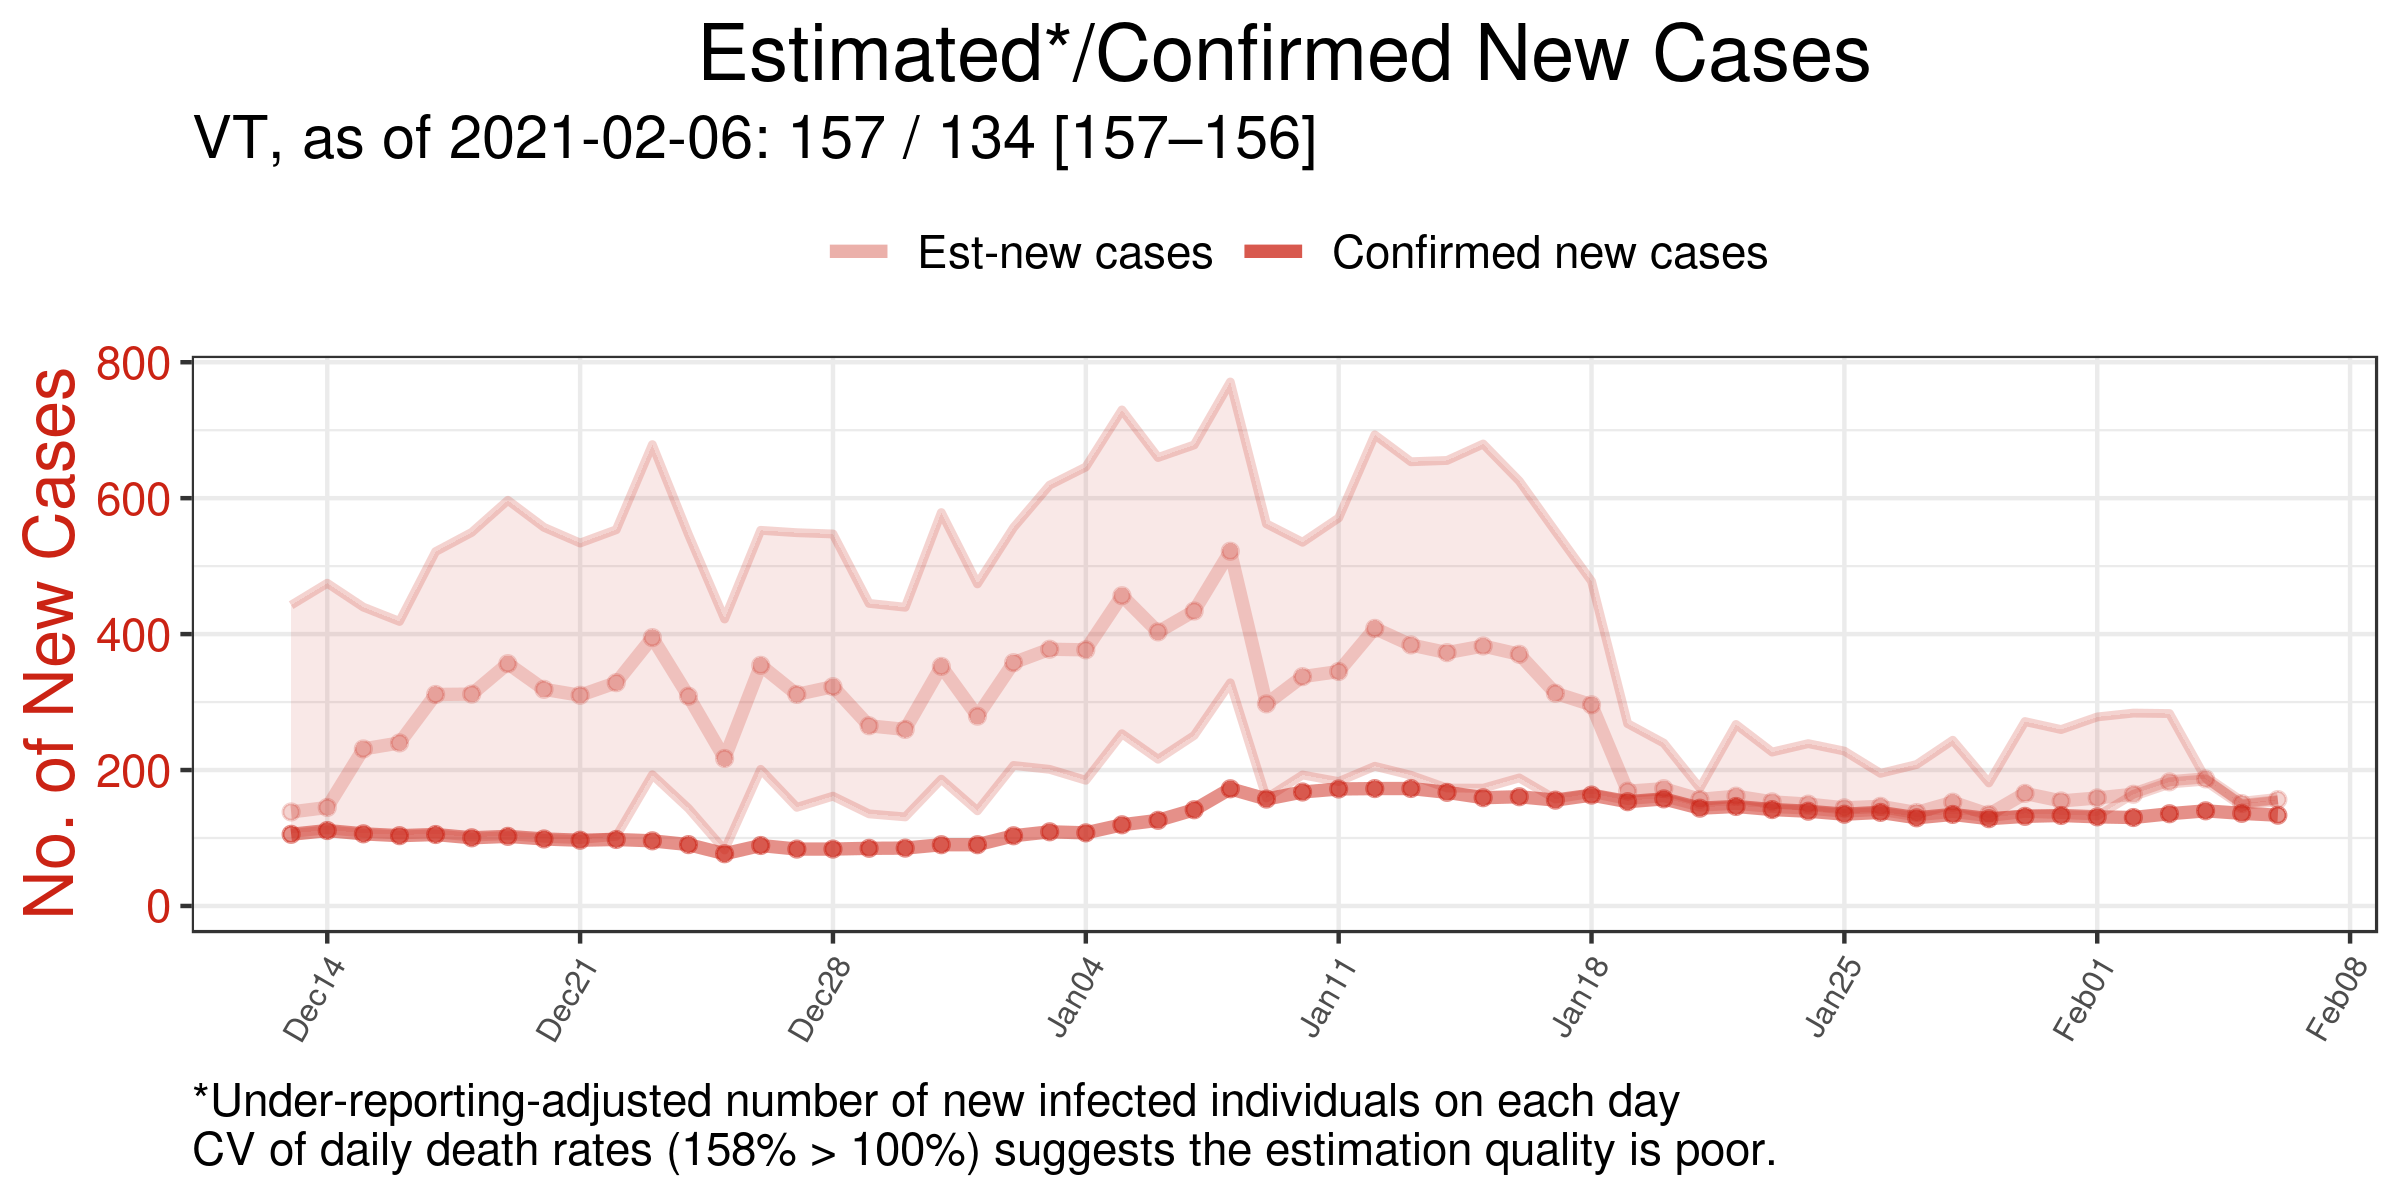 Estimated*/Confirmed New Cases
VT, as of 2021-02-06: 157 / 134 [157–156]
Est-new cases
Confirmed new cases
No. of New Cases
800
600
400
200
0
Dec14
Dec21
Dec28
Jan04
Jan11
Jan18
Jan25
Feb01
Feb08
*Under-reporting-adjusted number of new infected individuals on each day
CV of daily death rates (158% > 100%) suggests the estimation quality is poor.